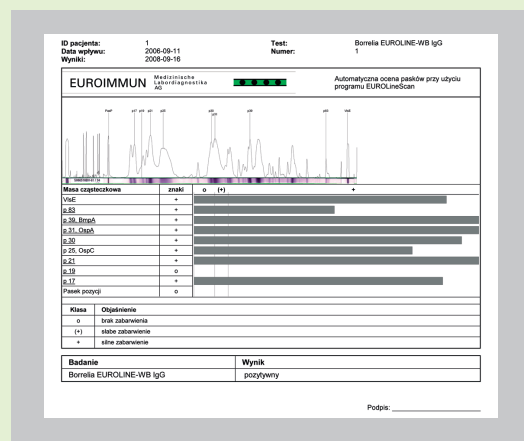 ID pacjenta: 1 Test: Borrelia EUROLINE-WB IgG
Data wpływu: 2006-09-11 Numer: 1
Wyniki: 2008-09-16
EUROIMMUN Medizinische Labordiagnostika AG
Automatyczna ocena pasków przy użyciu
programu EUROLineScan
Masa cząsteczkowa znaki o (+) +
VlsE +
p 83 +
p 39, BmpA +
p 31, OspA +
p 30 +
p 25, OspC +
p 21 +
p 19 o
p 17 +
Pasek pozycji o
Klasa Objaśnienie
o brak zabarwienia
(+) słabe zabarwienie
+ silne zabarwienie
Badanie Wynik
Borrelia EUROLINE-WB IgG pozytywny
Podpis: